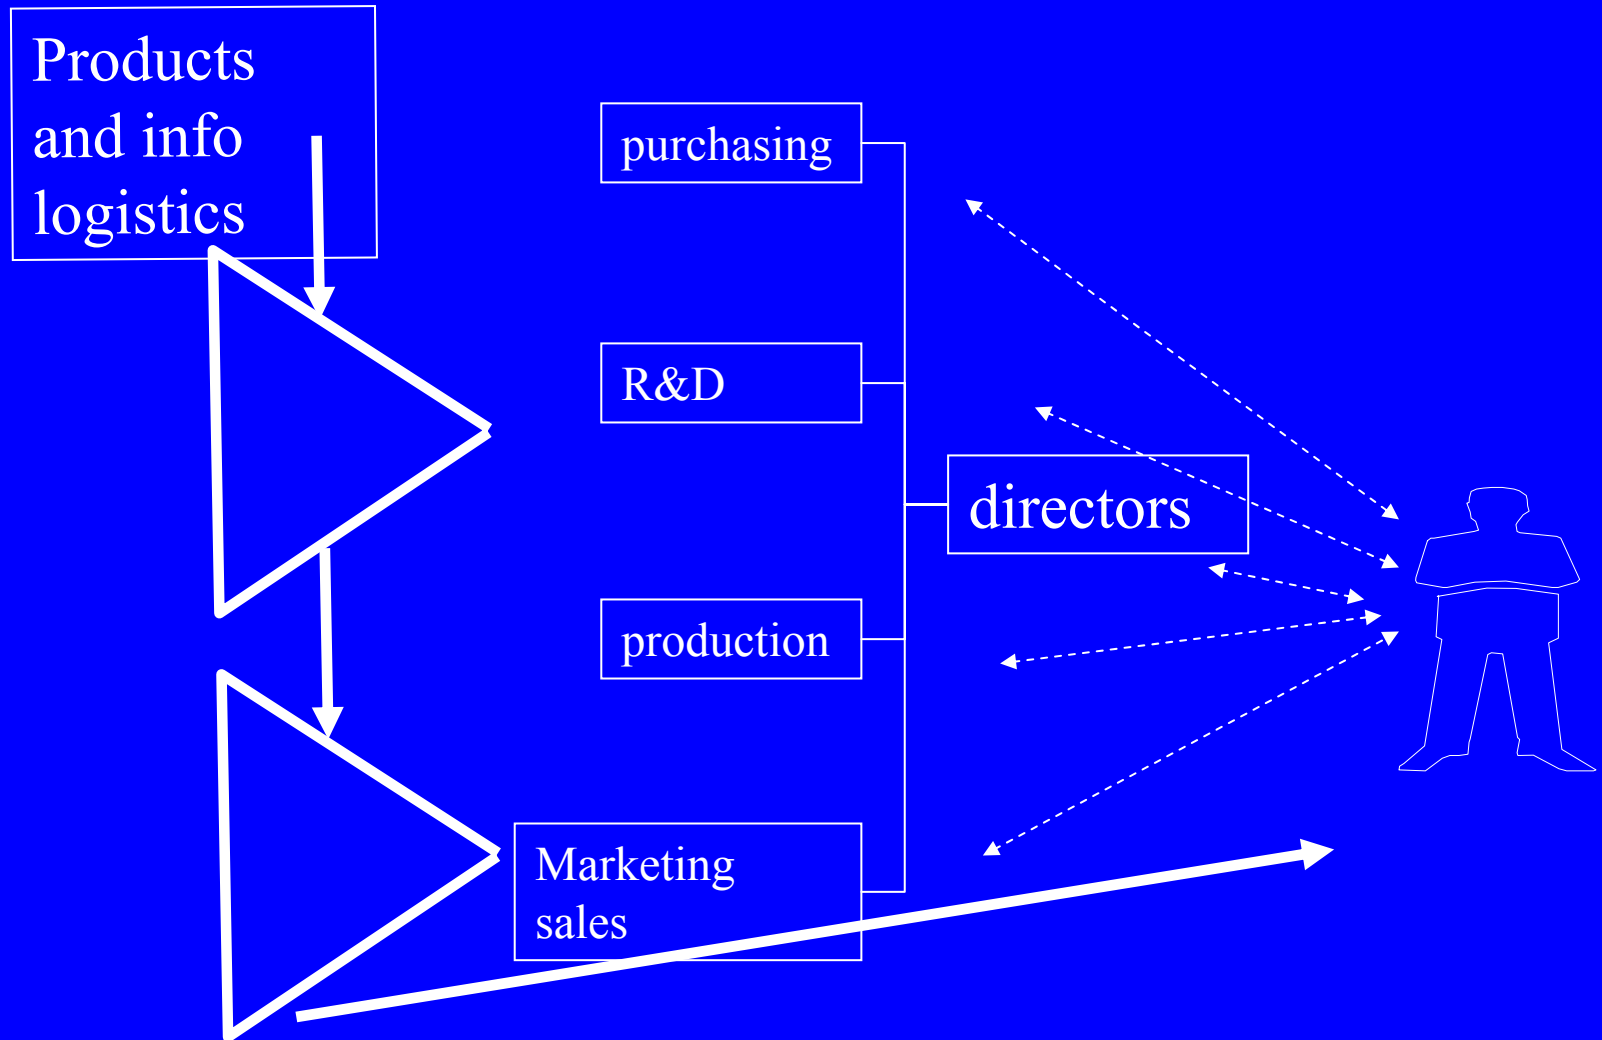 Products
and info
logistics
purchasing
R&D
directors
production
Marketing
sales